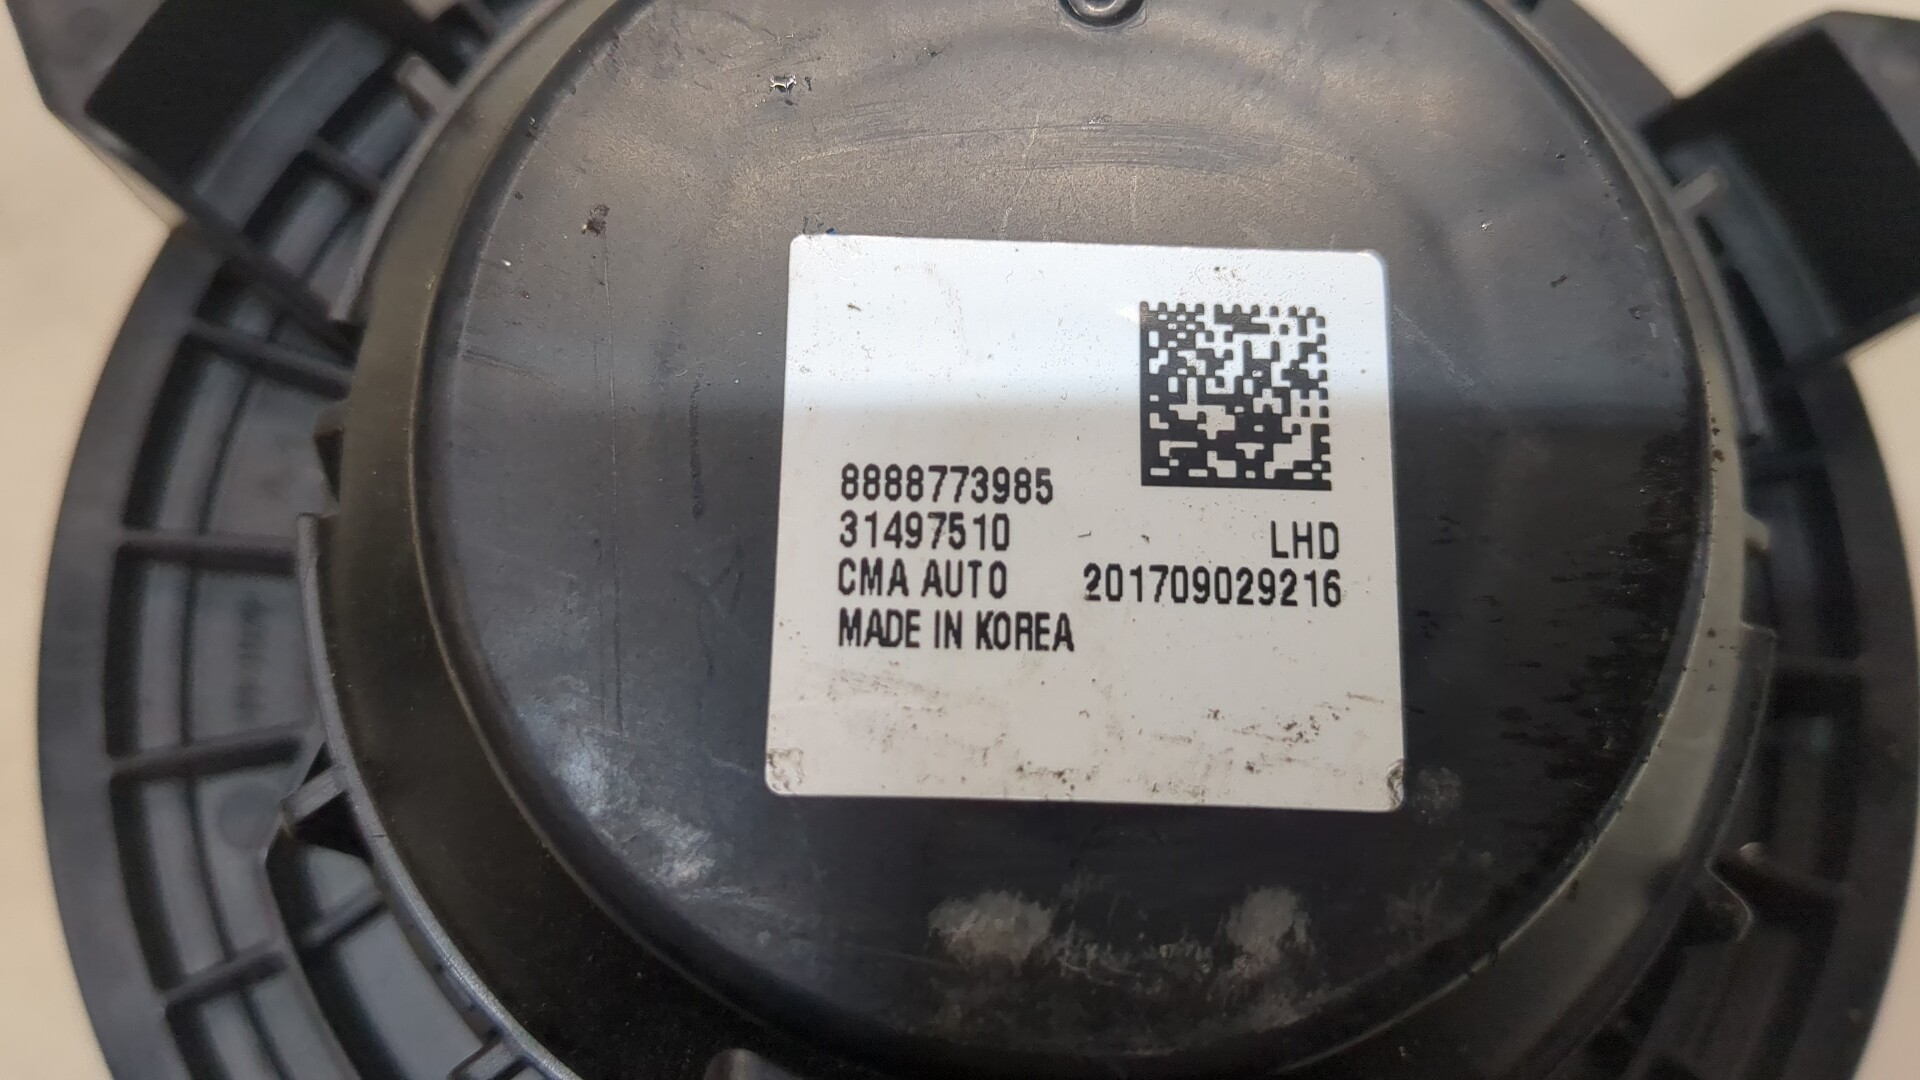 8888773985
31497510 LHD
CMA AUTO 201709029216
MADE IN KOREA